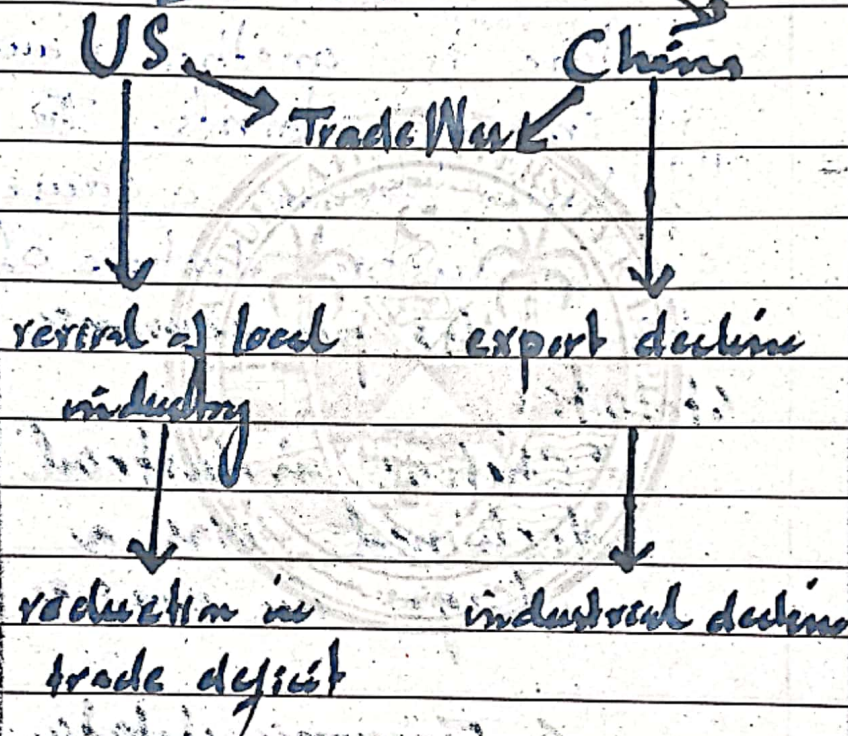 US China
Trade War
revival of local export decline
industry
reduction in industrial decline
trade deficit